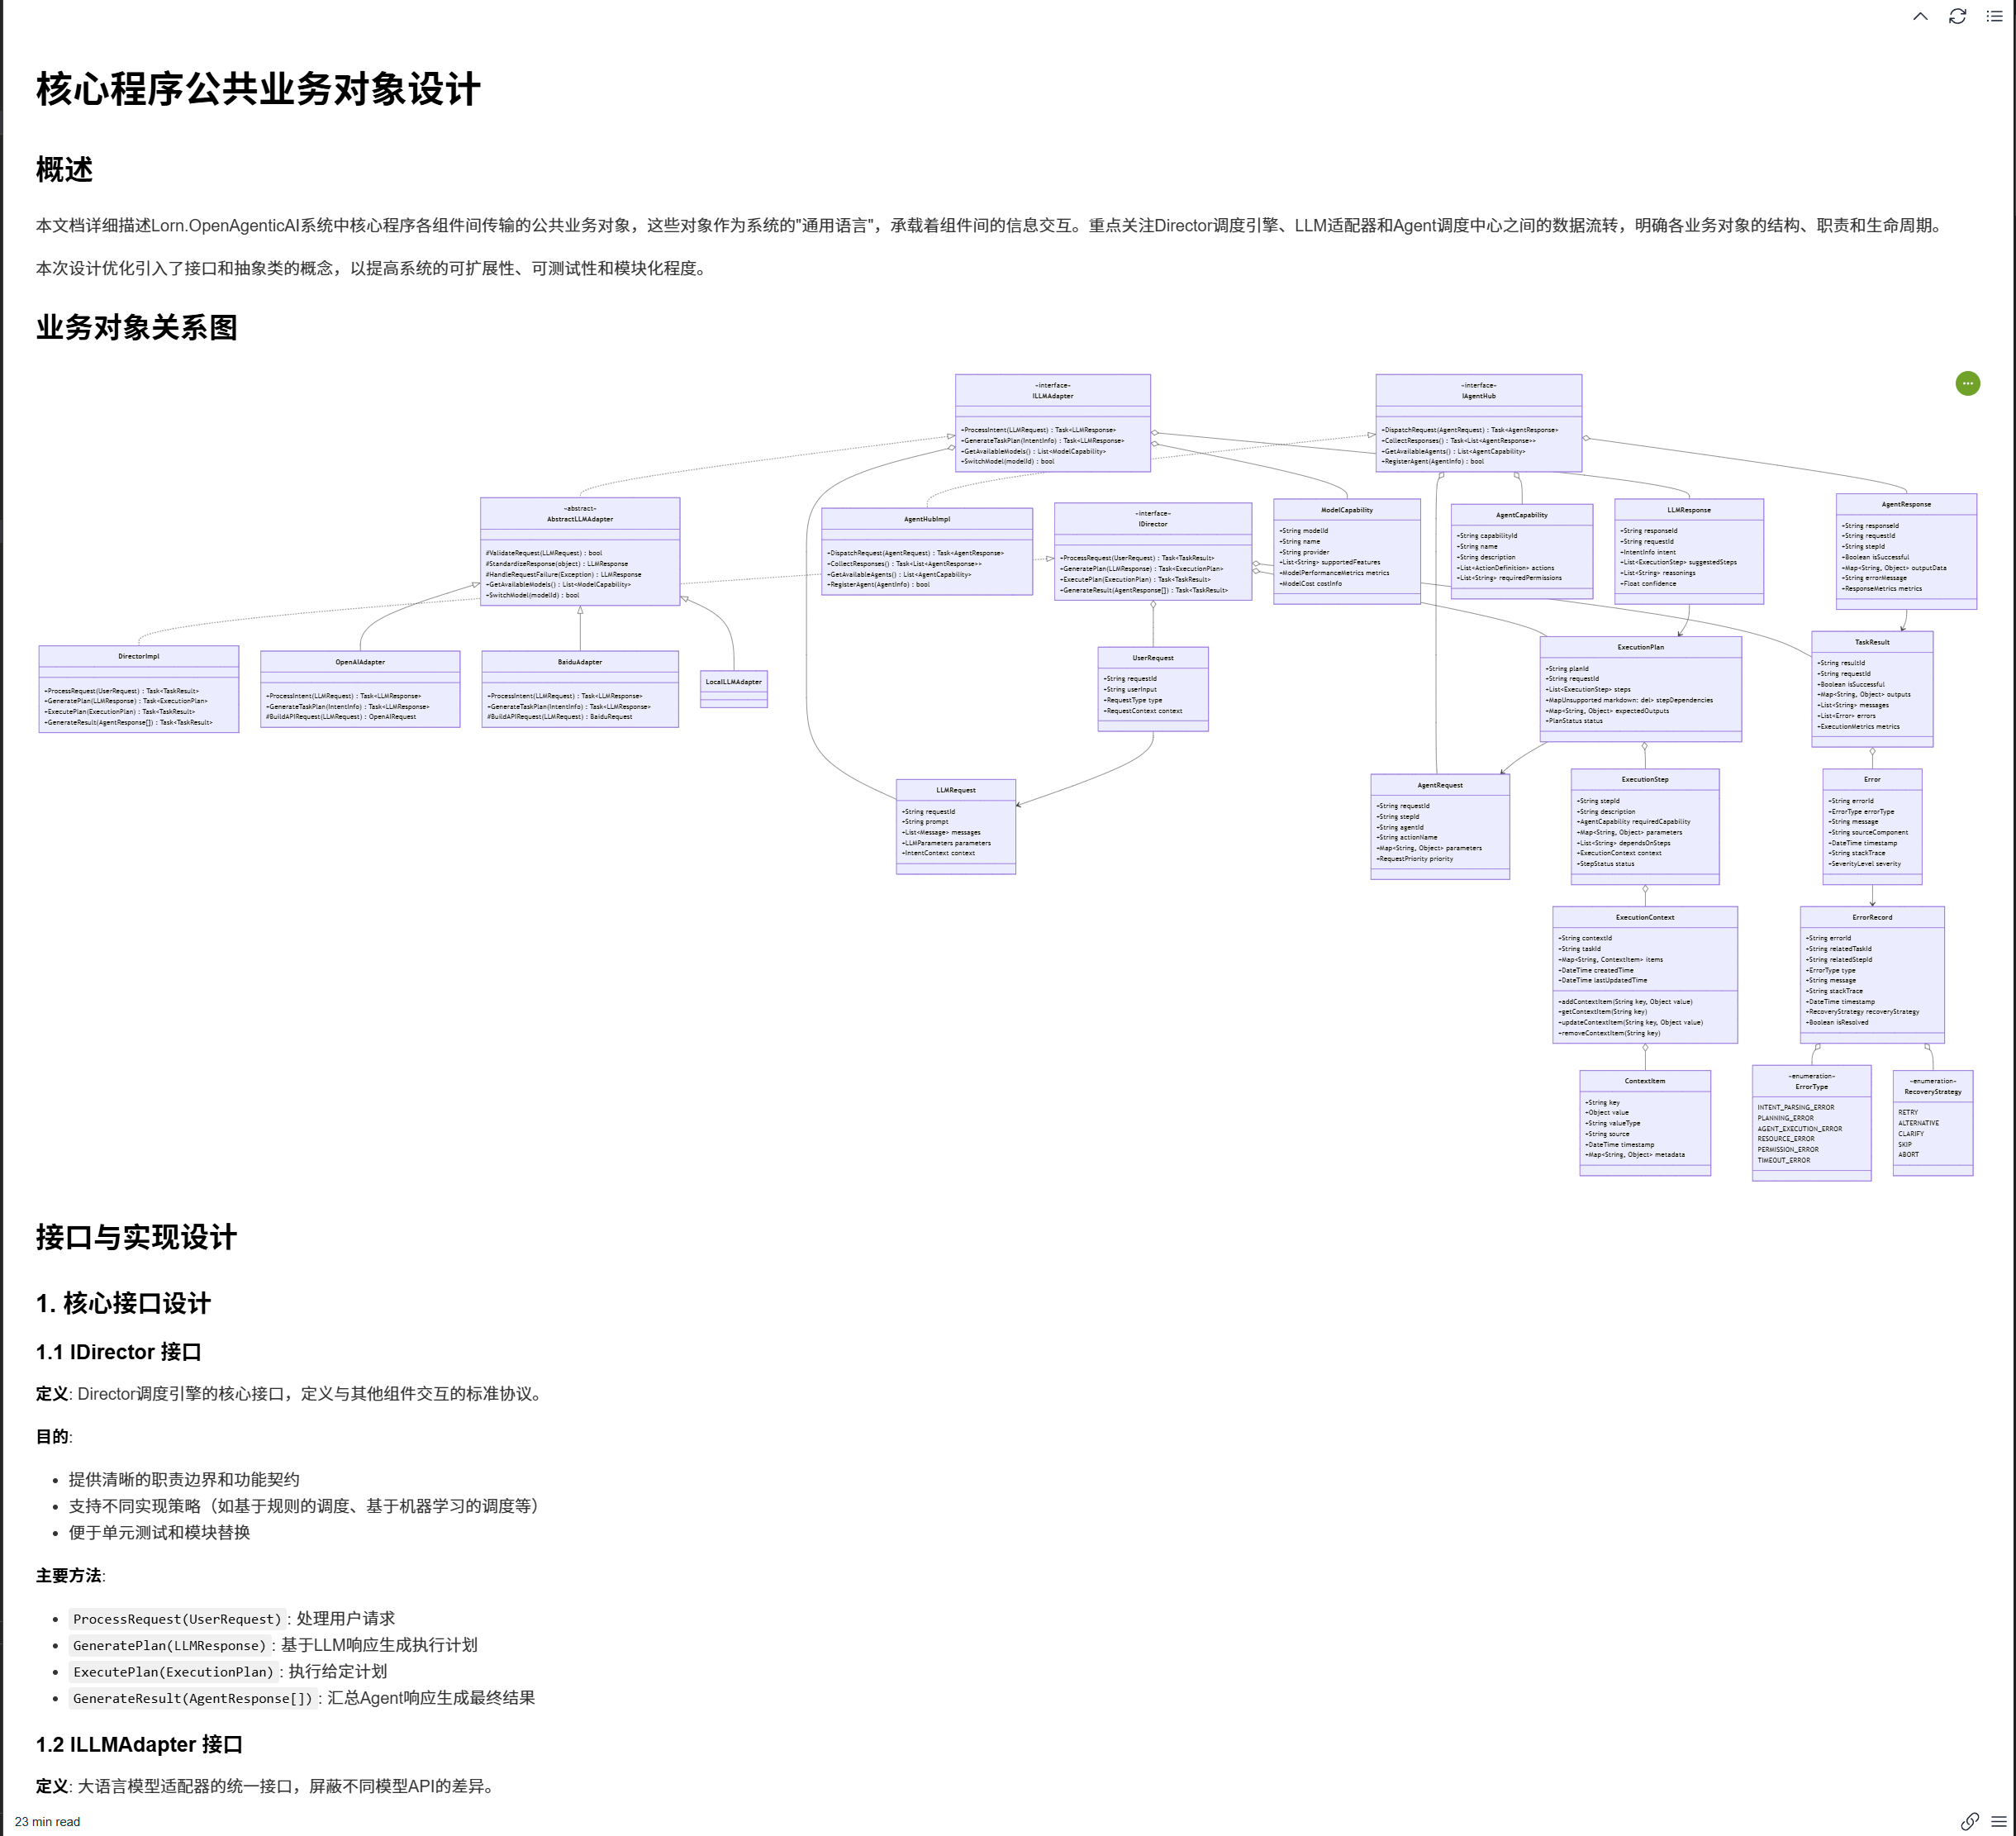 核心程序公共业务对象设计
概述
本文档详细描述Lorn.OpenAgenticAI系统中核心程序各组件间传输的公共业务对象，这些对象作为系统的"通用语言"，承载着组件间的信息交互。重点关注Director调度引擎、LLM适配器和Agent调度中心之间的数据流转，明确各业务对象的结构、职责和生命周期。
本次设计优化引入了接口和抽象类的概念，以提高系统的可扩展性、可测试性和模块化程度。
业务对象关系图
«interface»
ILLMAdapter
+ProcessIntent(LLMRequest) : Task<LLMResponse>
+GenerateTaskPlan(IntentInfo) : Task<LLMResponse>
+GetAvailableModels() : List<ModelCapability>
+SwitchModel(modelId) : bool
«interface»
IAgentHub
+DispatchRequest(AgentRequest) : Task<AgentResponse>
+CollectResponses() : Task<List<AgentResponse>>
+GetAvailableAgents() : List<AgentCapability>
+RegisterAgent(AgentInfo) : bool
«abstract»
AbstractLLMAdapter
#ValidateRequest(LLMRequest) : bool
#StandardizeResponse(object) : LLMResponse
#HandleRequestFailure(Exception) : LLMResponse
+GetAvailableModels() : List<ModelCapability>
+SwitchModel(modelId) : bool
AgentHubImpl
+DispatchRequest(AgentRequest) : Task<AgentResponse>
+CollectResponses() : Task<List<AgentResponse>>
+GetAvailableAgents() : List<AgentCapability>
+RegisterAgent(AgentInfo) : bool
«interface»
IDirector
+ProcessRequest(UserRequest) : Task<TaskResult>
+GeneratePlan(LLMResponse) : Task<ExecutionPlan>
+ExecutePlan(ExecutionPlan) : Task<TaskResult>
+GenerateResult(AgentResponse[]) : Task<TaskResult>
ModelCapability
+String modelId
+String name
+String provider
+List<String> supportedFeatures
+ModelPerformanceMetrics metrics
+ModelCost costInfo
AgentCapability
+String capabilityId
+String name
+String description
+List<ActionDefinition> actions
+List<String> requiredPermissions
LLMResponse
+String responseId
+String requestId
+IntentInfo intent
+List<ExecutionStep> suggestedSteps
+List<String> reasonings
+Float confidence
AgentResponse
+String responseId
+String requestId
+String stepId
+Boolean isSuccessful
+Map<String, Object> outputData
+String errorMessage
+ResponseMetrics metrics
DirectorImpl
+ProcessRequest(UserRequest) : Task<TaskResult>
+GeneratePlan(LLMResponse) : Task<ExecutionPlan>
+ExecutePlan(ExecutionPlan) : Task<TaskResult>
+GenerateResult(AgentResponse[]) : Task<TaskResult>
OpenAIAdapter
+ProcessIntent(LLMRequest) : Task<LLMResponse>
+GenerateTaskPlan(IntentInfo) : Task<LLMResponse>
#BuildAPIRequest(LLMRequest) : OpenAIRequest
BaiduAdapter
+ProcessIntent(LLMRequest) : Task<LLMResponse>
+GenerateTaskPlan(IntentInfo) : Task<LLMResponse>
#BuildAPIRequest(LLMRequest) : BaiduRequest
LocalLLMAdapter
UserRequest
+String requestId
+String userInput
+RequestType type
+RequestContext context
ExecutionPlan
+String planId
+String requestId
+List<ExecutionStep> steps
+MapUnsupported markdown: del> stepDependencies
+Map<String, Object> expectedOutputs
+PlanStatus status
TaskResult
+String resultId
+String requestId
+Boolean isSuccessful
+Map<String, Object> outputs
+List<String> messages
+List<Error> errors
+ExecutionMetrics metrics
LLMRequest
+String requestId
+String prompt
+List<Message> messages
+LLMParameters parameters
+IntentContext context
AgentRequest
+String requestId
+String stepId
+String agentId
+String actionName
+Map<String, Object> parameters
+RequestPriority priority
ExecutionStep
+String stepId
+String description
+AgentCapability requiredCapability
+Map<String, Object> parameters
+List<String> dependsOnSteps
+ExecutionContext context
+StepStatus status
Error
+String errorId
+ErrorType errorType
+String message
+String sourceComponent
+DateTime timestamp
+String stackTrace
+SeverityLevel severity
ExecutionContext
+String contextId
+String taskId
+Map<String, ContextItem> items
+DateTime createdTime
+DateTime lastUpdatedTime
+addContextItem(String key, Object value)
+getContextItem(String key)
+updateContextItem(String key, Object value)
+removeContextItem(String key)
ErrorRecord
+String errorId
+String relatedTaskId
+String relatedStepId
+ErrorType type
+String message
+String stackTrace
+DateTime timestamp
+RecoveryStrategy recoveryStrategy
+Boolean isResolved
ContextItem
+String key
+Object value
+String valueType
+String source
+DateTime timestamp
+Map<String, Object> metadata
«enumeration»
ErrorType
INTENT_PARSING_ERROR
PLANNING_ERROR
AGENT_EXECUTION_ERROR
RESOURCE_ERROR
PERMISSION_ERROR
TIMEOUT_ERROR
«enumeration»
RecoveryStrategy
RETRY
ALTERNATIVE
CLARIFY
SKIP
ABORT
接口与实现设计
1. 核心接口设计
1.1 IDirector 接口
定义: Director调度引擎的核心接口，定义与其他组件交互的标准协议。
目的:
• 提供清晰的职责边界和功能契约
• 支持不同实现策略（如基于规则的调度、基于机器学习的调度等）
• 便于单元测试和模块替换
主要方法:
• ProcessRequest(UserRequest) : 处理用户请求
• GeneratePlan(LLMResponse) : 基于LLM响应生成执行计划
• ExecutePlan(ExecutionPlan) : 执行给定计划
• GenerateResult(AgentResponse[]) : 汇总Agent响应生成最终结果
1.2 ILLMAdapter 接口
定义: 大语言模型适配器的统一接口，屏蔽不同模型API的差异。
23 min read